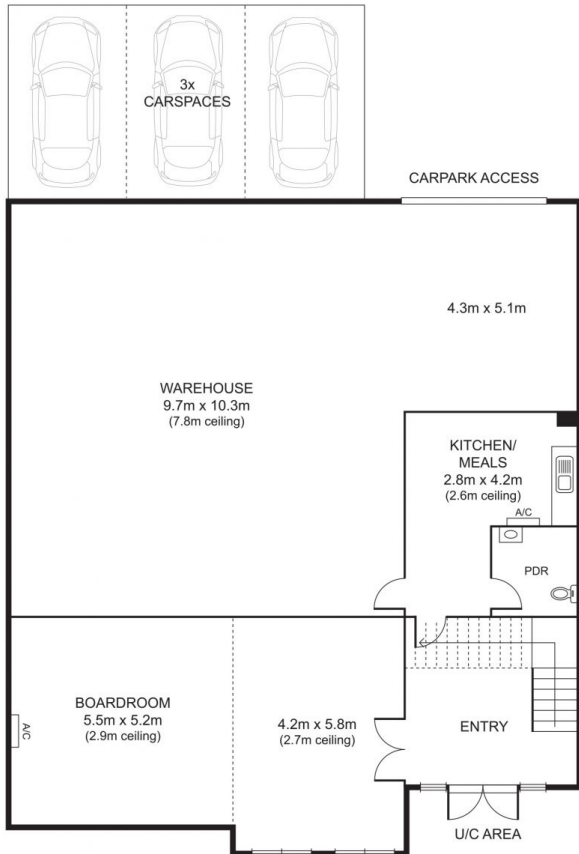 3x
CARSPACES
CARPARK ACCESS
4.3m x 5.1m
WAREHOUSE
9.7m x 10.3m
(7.8m ceiling)
KITCHEN/
MEALS
2.8m x 4.2m
(2.6m ceiling)
A/C
PDR
BOARDROOM
5.5m x 5.2m
(2.9m ceiling)
A/C
4.2m x 5.8m
(2.7m ceiling)
ENTRY
U/C AREA